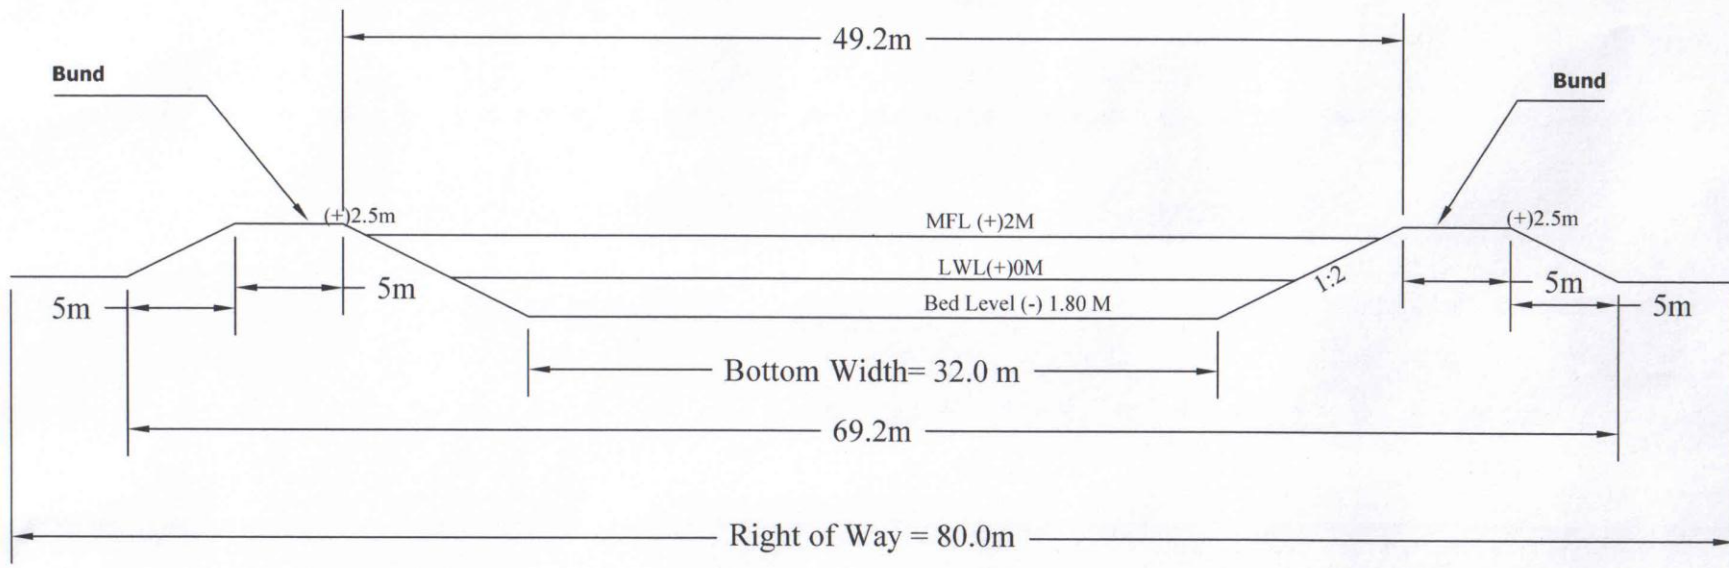 49.2m
Bund
Bund
(+)2.5m
(+)2.5m
MFL (+)2M
LWL(+)0M
1:2
Bed Level (-) 1.80 M
5m
5m
5m
5m
Bottom Width= 32.0 m
69.2m
Right of Way = 80.0m